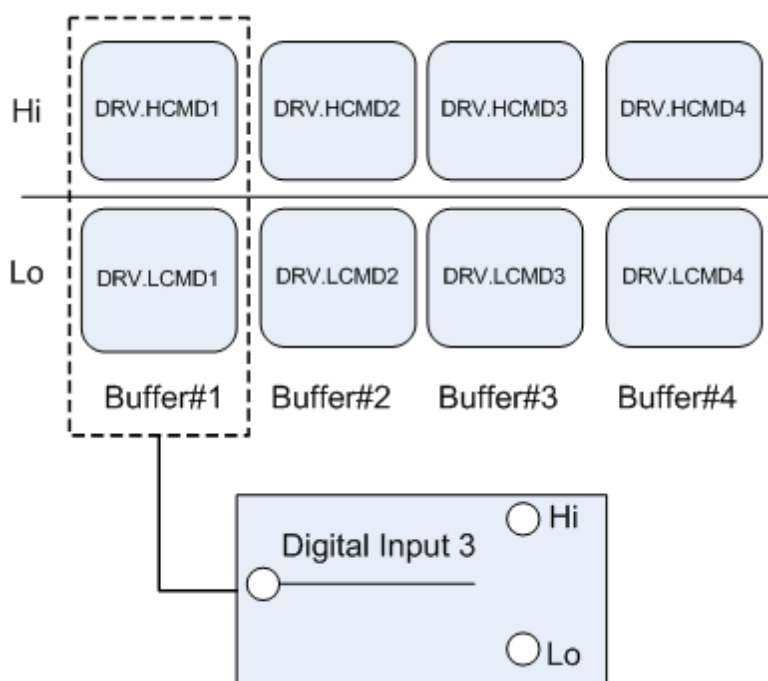 Hi
DRV.HCMD1 DRV.HCMD2 DRV.HCMD3 DRV.HCMD4
Lo
DRV.LCMD1 DRV.LCMD2 DRV.LCMD3 DRV.LCMD4
Buffer#1 Buffer#2 Buffer#3 Buffer#4
Hi
Digital Input 3
Lo